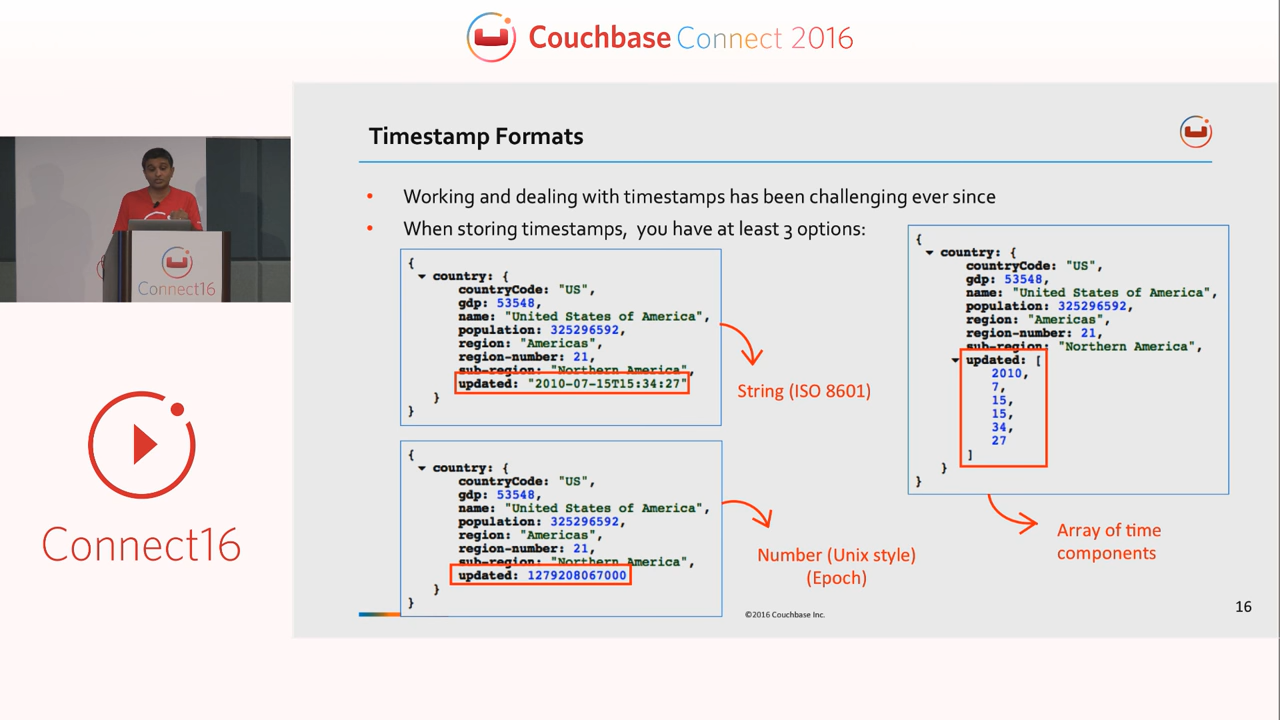 Couchbase Connect 2016
Timestamp Formats
• Working and dealing with timestamps has been challenging ever since
• When storing timestamps, you have at least 3 options:
{
country: {
countryCode: "US",
gdp: 53548,
name: "United States of America",
population: 325296592,
region: "Americas",
region-number: 21,
sub-region: "Northern America",
updated: "2010-07-15T15:34:27"
}
}
String (ISO 8601)
{
country: {
countryCode: "US",
gdp: 53548,
name: "United States of America",
population: 325296592,
region: "Americas",
region-number: 21,
sub-region: "Northern America",
updated: 1279208067000
}
}
Number (Unix style)
(Epoch)
{
country: {
countryCode: "US",
gdp: 53548,
name: "United States of America",
population: 325296592,
region: "Americas",
region-number: 21,
sub-region: "Northern America",
updated: [
2010,
7,
15,
15,
34,
27
]
}
}
Array of time
components
©2016 Couchbase Inc.
16
Connect16
Connect16